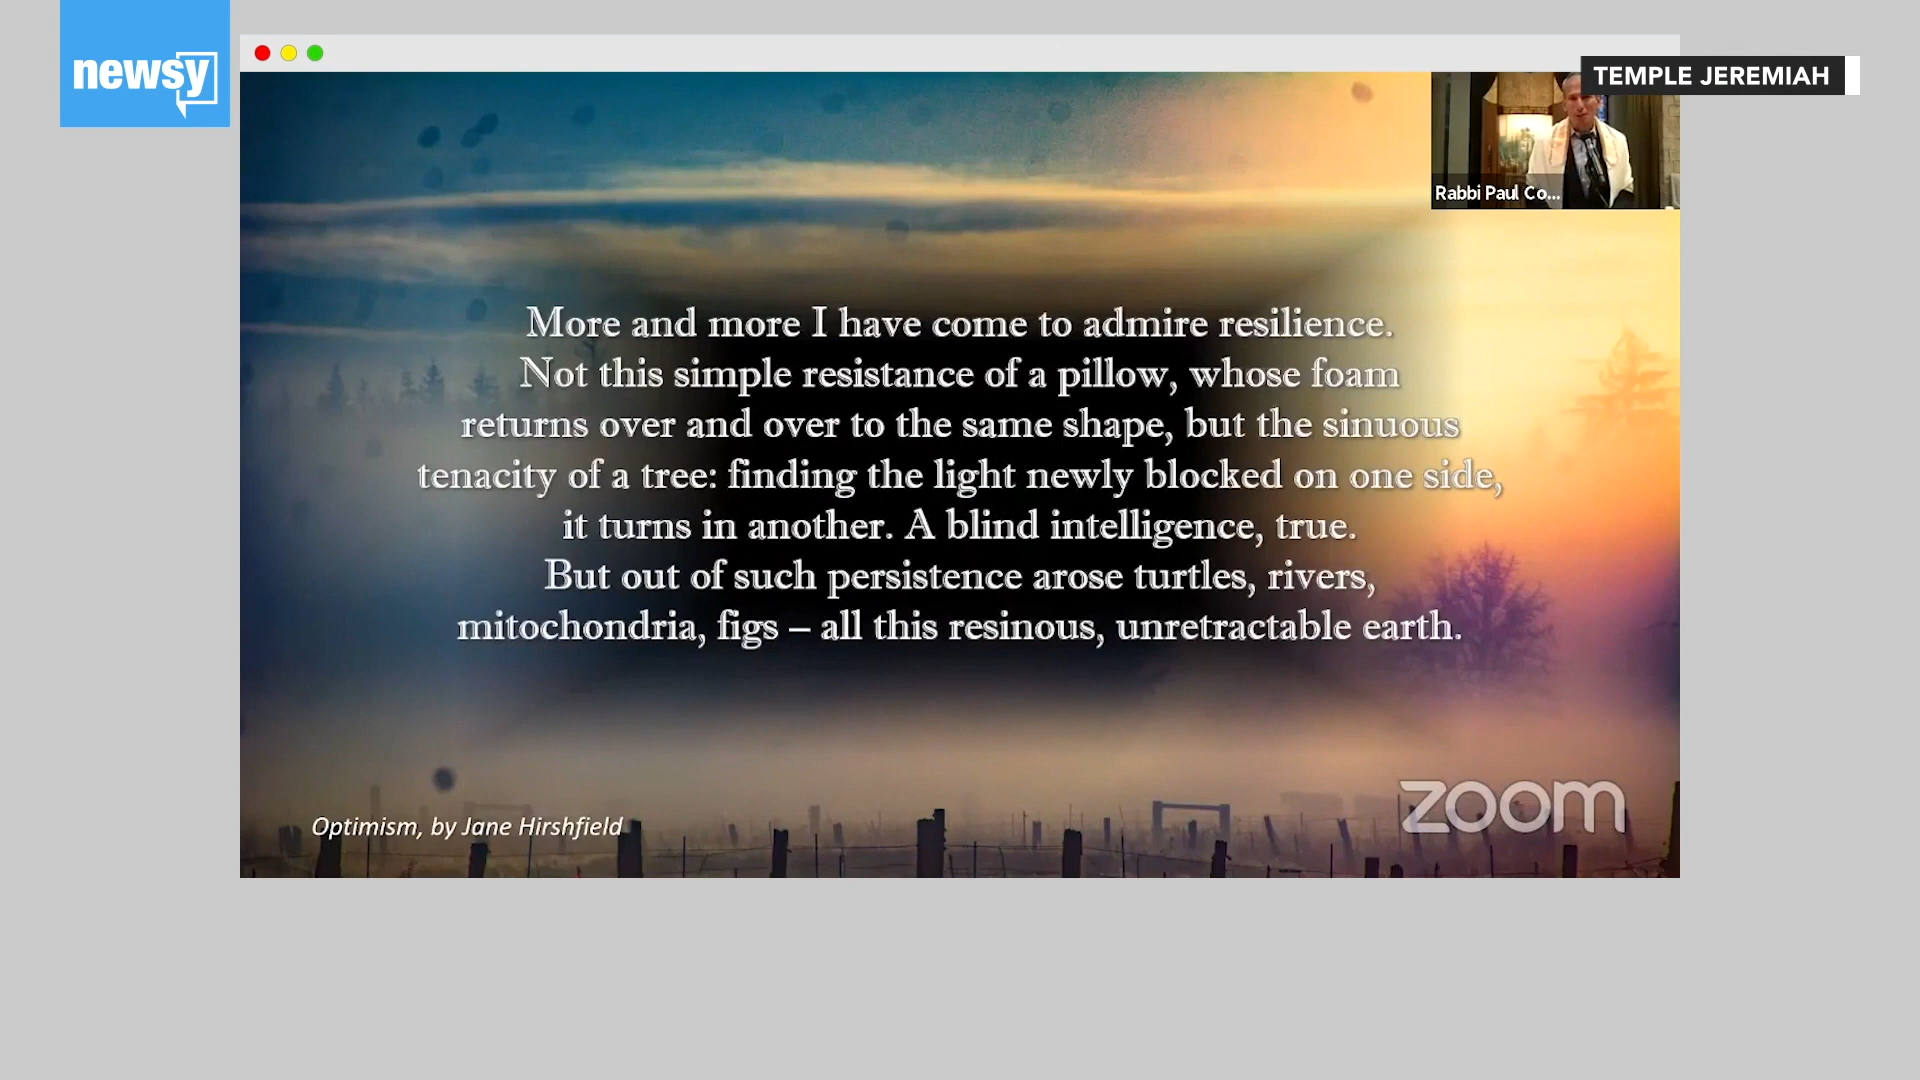 newsy
TEMPLE JEREMIAH
Rabbi Paul Co...
More and more I have come to admire resilience.
Not this simple resistance of a pillow, whose foam
returns over and over to the same shape, but the sinuous
tenacity of a tree: finding the light newly blocked on one side,
it turns in another. A blind intelligence, true.
But out of such persistence arose turtles, rivers,
mitochondria, figs – all this resinous, unretractable earth.
Optimism, by Jane Hirshfield
zoom